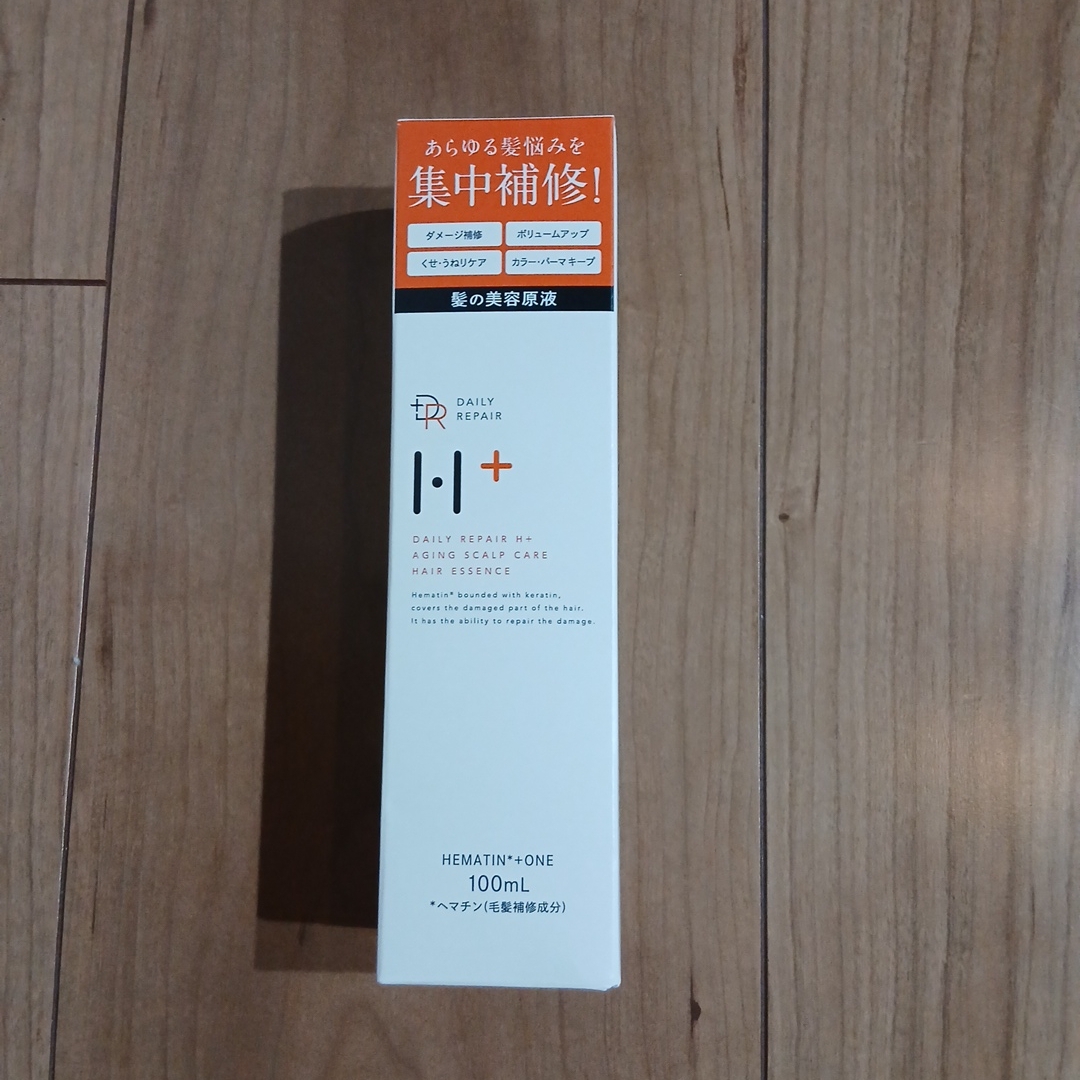 あらゆる髪悩みを
集中補修!
ダメージ補修
ボリュームアップ
くせ・うねりケア
カラー・パーマキープ
髪の美容原液
DR
DAILY
REPAIR
H+
DAILY REPAIR H+
AGING SCALP CARE
HAIR ESSENCE
Hematin* bounded with keratin,
covers the damaged part of the hair.
It has the ability to repair the damage.
HEMATIN*+ONE
100mL
*ヘマチン(毛髪補修成分)